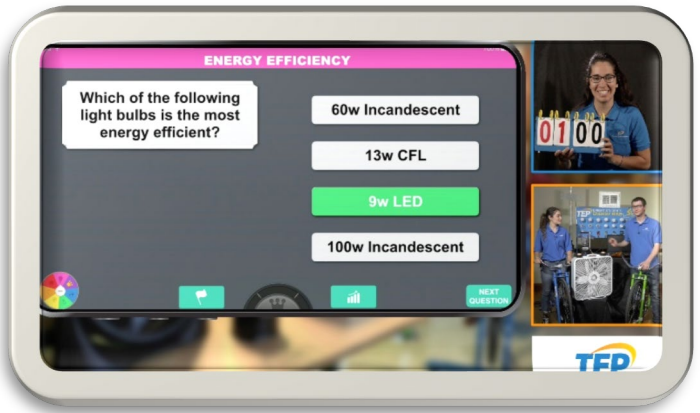 ENERGY EFFICIENCY
Which of the following
light bulbs is the most
energy efficient?
60w Incandescent
13w CFL
9w LED
100w Incandescent
NEXT
QUESTION
0100
TEP
TEP